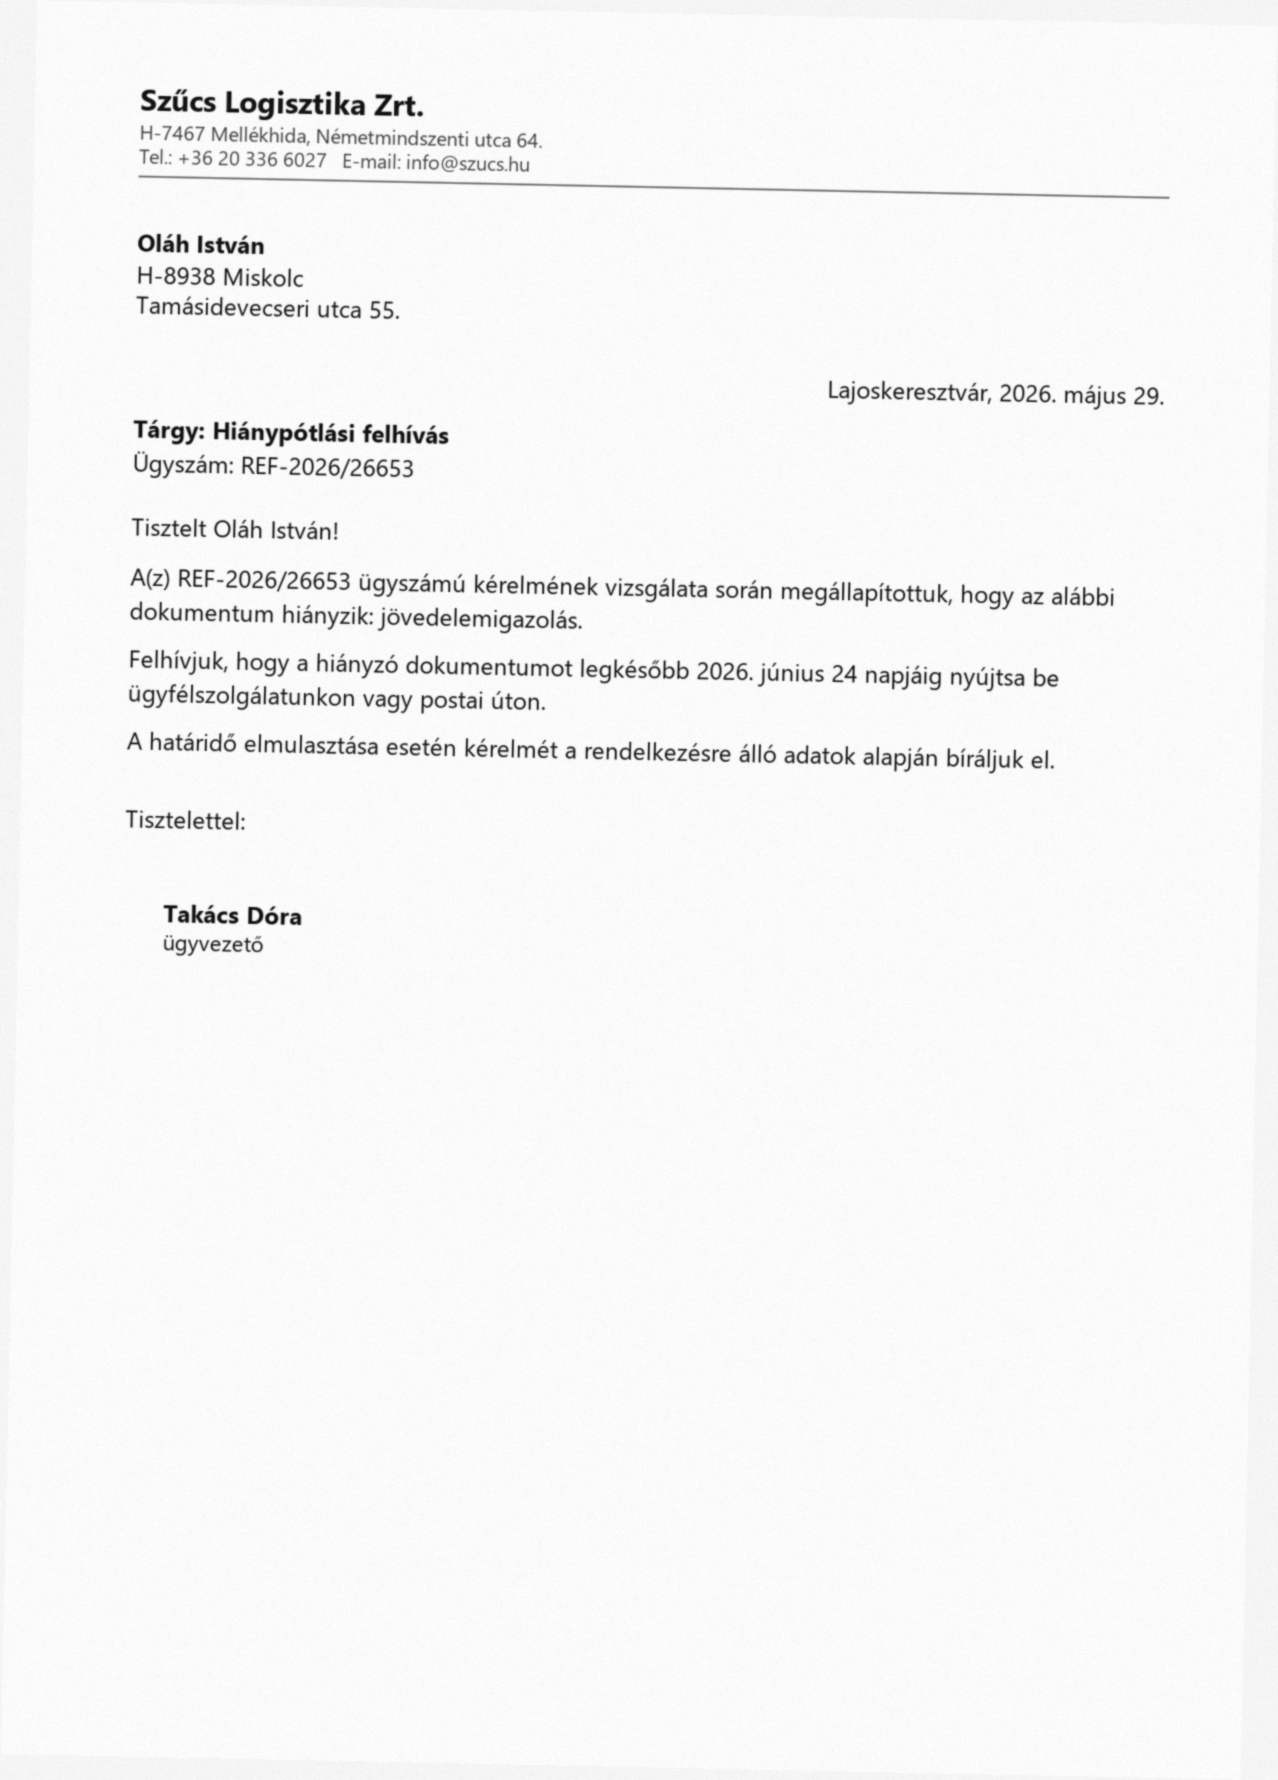 Szűcs Logisztika Zrt.
H-7467 Mellékhida, Németmindszenti utca 64.
Tel.: +36 20 336 6027   E-mail: info@szucs.hu
Oláh István
H-8938 Miskolc
Tamásidevecseri utca 55.
Lajoskeresztvár, 2026. május 29.
Tárgy: Hiánypótlási felhívás
Ügyszám: REF-2026/26653
Tisztelt Oláh István!
A(z) REF-2026/26653 ügyszámú kérelmének vizsgálata során megállapítottuk, hogy az alábbi
dokumentum hiányzik: jövedelemigazolás.
Felhívjuk, hogy a hiányzó dokumentumot legkésőbb 2026. június 24 napjáig nyújtsa be
ügyfélszolgálatunkon vagy postai úton.
A határidő elmulasztása esetén kérelmét a rendelkezésre álló adatok alapján bíráljuk el.
Tisztelettel:
Takács Dóra
ügyvezető